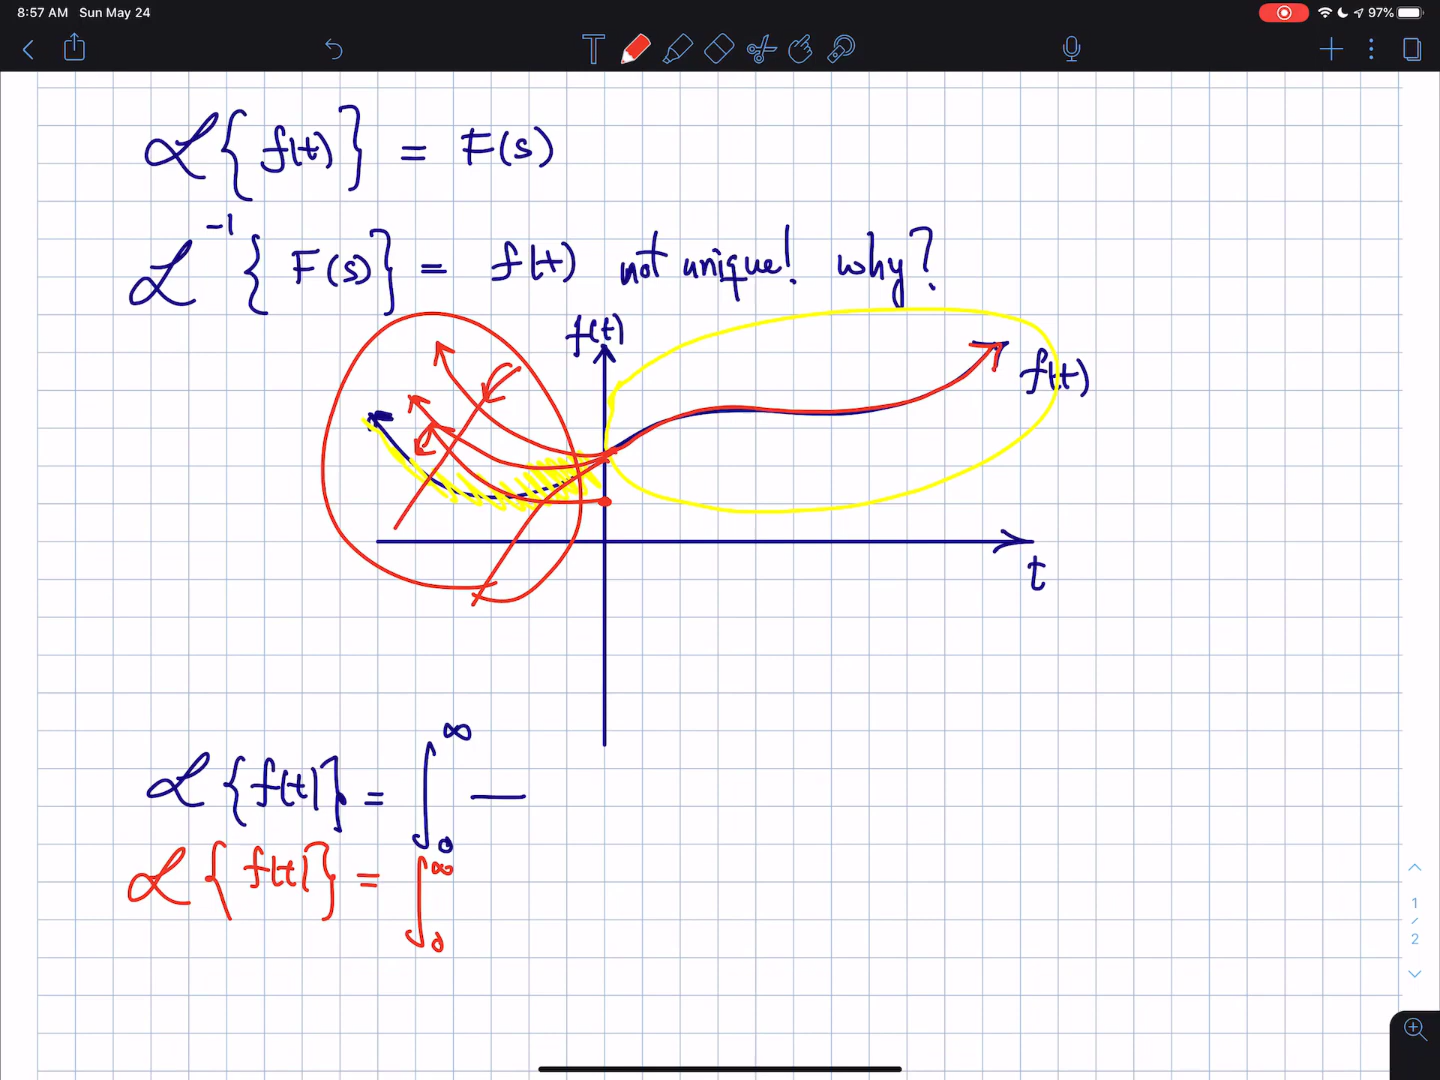 8:57 AM Sun May 24 97%
T
ℒ{f(t)} = F(s)
ℒ⁻¹{F(s)} = f(t) not unique! why?
f(t)
f(t)
t
ℒ{f(t)} = ∫₀^∞ —
ℒ{f(t)} = ∫₀^∞
1
/
2